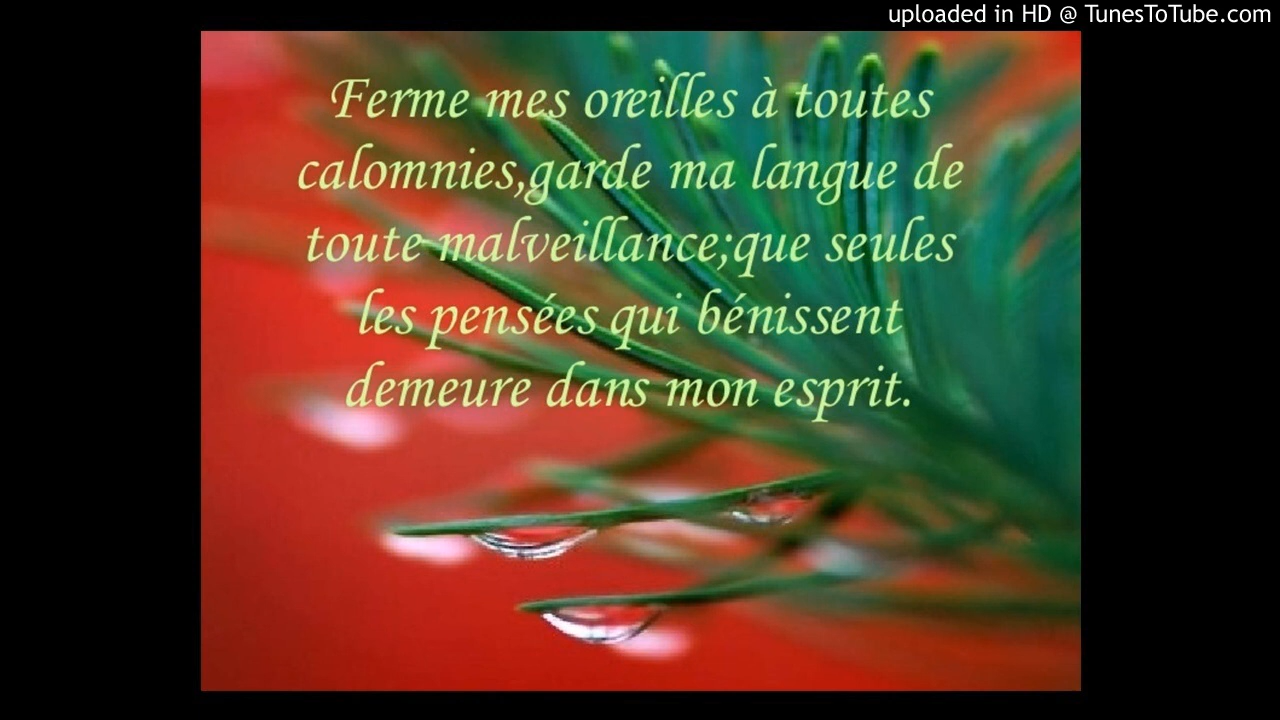 uploaded in HD @ TunesToTube.com
Ferme mes oreilles à toutes
calomnies,garde ma langue de
toute malveillance;que seules
les pensées qui bénissent
demeure dans mon esprit.